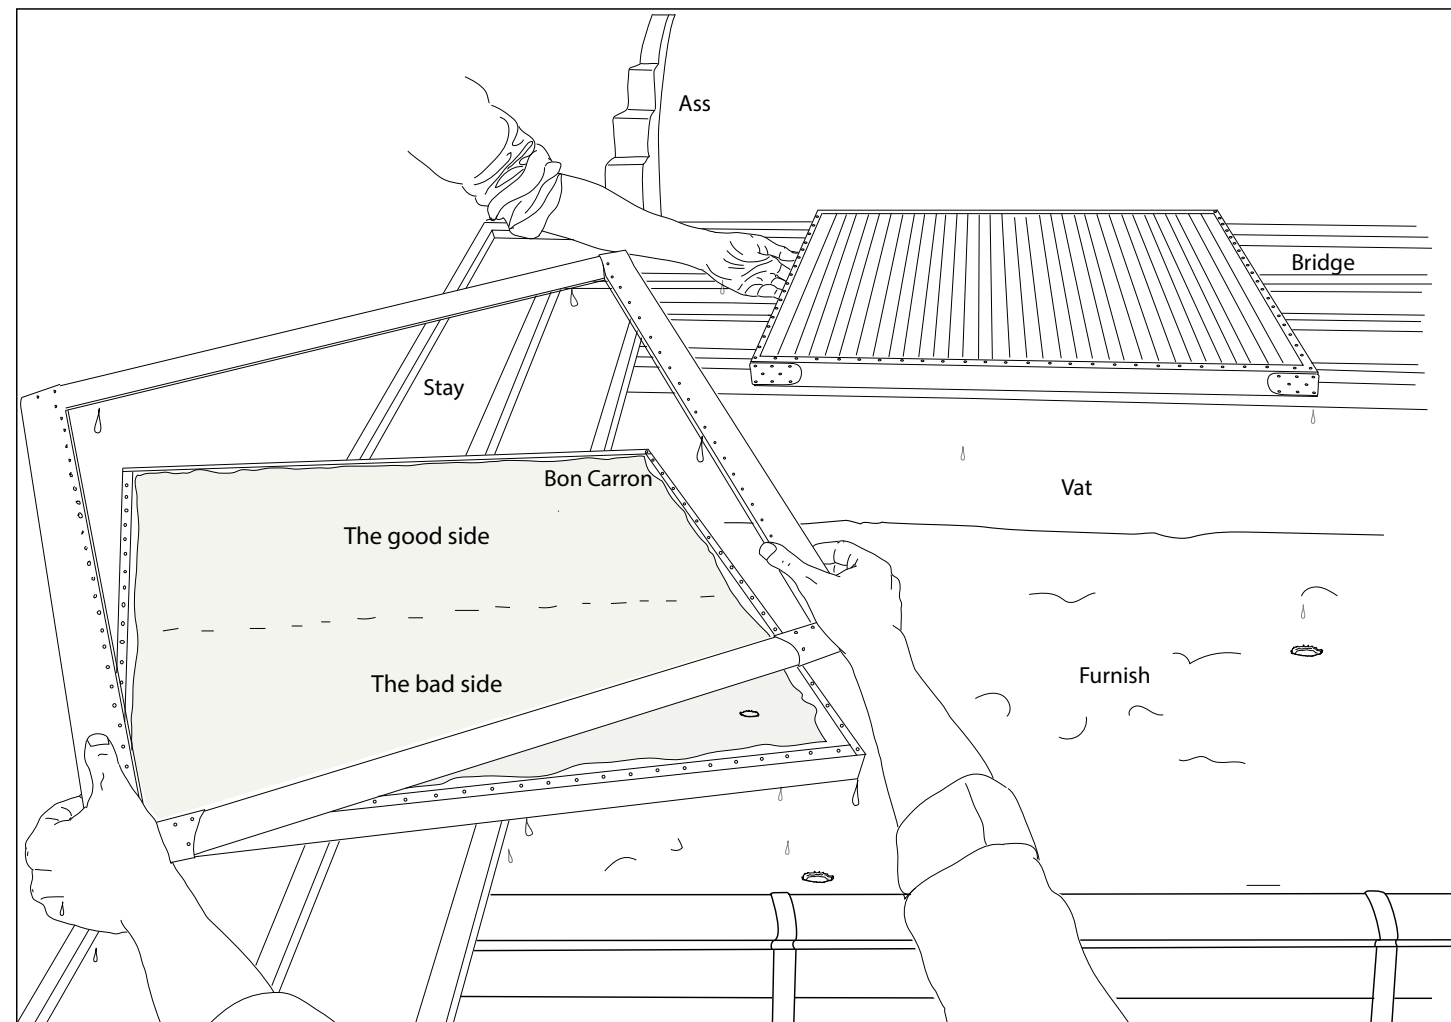 Ass
Bridge
Stay
Bon Carron
Vat
The good side
Furnish
The bad side